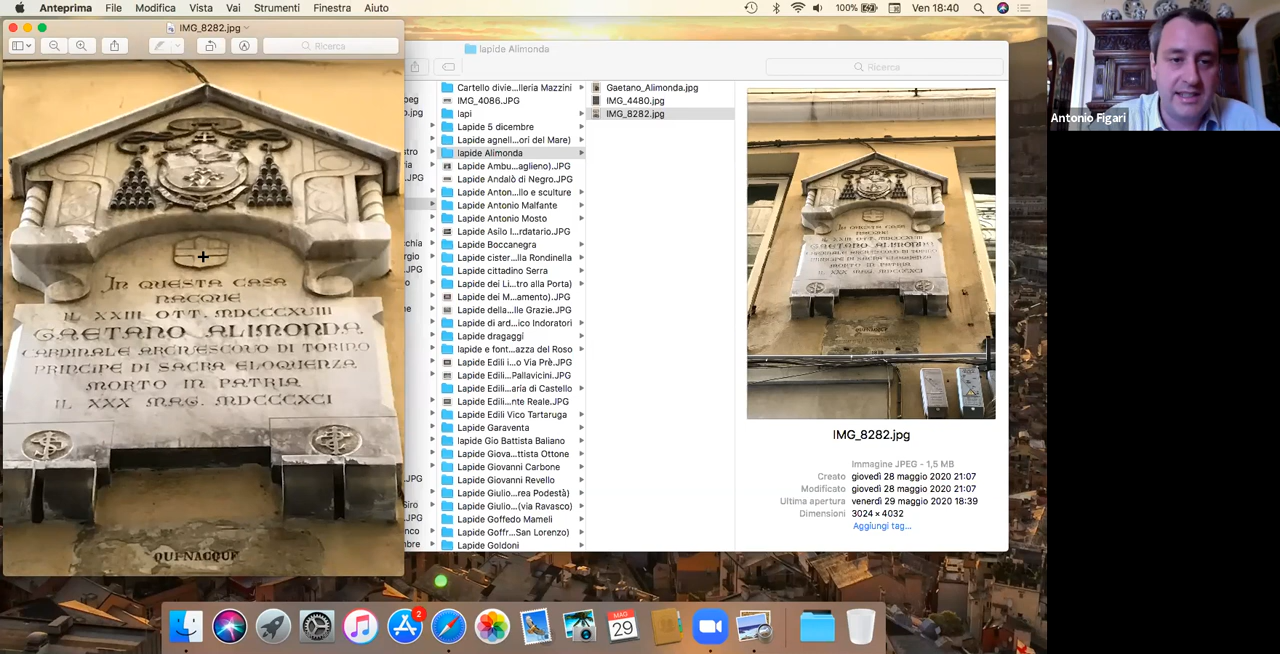 Anteprima File Modifica Vista Vai Strumenti Finestra Aiuto
100% Ven 18:40
IMG_8282.jpg
Ricerca
IN QUESTA CASA
NACQUE
IL XXIII OTT. MDCCCXVIII
GAETANO ALIMONDA
CARDINALE ARCIVESCOVO DI TORINO
PRINCIPE DI SACRA ELOQUENZA
MORTO IN PATRIA
IL XXX MAG. MDCCCXCI
QUI NACQUE
lapide Alimonda
Ricerca
Cartello divie...lleria Mazzini
IMG_4086.JPG
lapi
Lapide 5 dicembre
Lapide agnell...ori del Mare)
lapide Alimonda
Lapide Ambu...aglieno).JPG
Lapide Andalò di Negro.JPG
Lapide Anton...llo e sculture
Lapide Antonio Malfante
Lapide Antonio Mosto
Lapide Asilo I...rdatario.JPG
Lapide Boccanegra
Lapide cister...lla Rondinella
Lapide cittadino Serra
Lapide dei Li...tro alla Porta)
Lapide dei M...amento).JPG
Lapide della...lle Grazie.JPG
Lapide di ard...ico Indoratori
Lapide dragaggi
lapide e font...azza del Roso
Lapide Edili ...o Via Prè.JPG
Lapide Edili...Pallavicini.JPG
Lapide Edili...aria di Castello
Lapide Edili...nte Reale.JPG
Lapide Edili Vico Tartaruga
Lapide Garaventa
lapide Gio Battista Baliano
Lapide Giova...ttista Ottone
Lapide Giovanni Carbone
Lapide Giovanni Revello
Lapide Giulio...rea Podestà)
Lapide Giulio...(via Ravasco)
Lapide Goffedo Mameli
Lapide Goffr...San Lorenzo)
Lapide Goldoni
Gaetano_Alimonda.jpg
IMG_4480.jpg
IMG_8282.jpg
IMG_8282.jpg
Immagine JPEG - 1,5 MB
Creato giovedì 28 maggio 2020 21:07
Modificato giovedì 28 maggio 2020 21:07
Ultima apertura venerdì 29 maggio 2020 18:39
Dimensioni 3024 × 4032
Aggiungi tag...
2
MAG
29
Antonio Figari